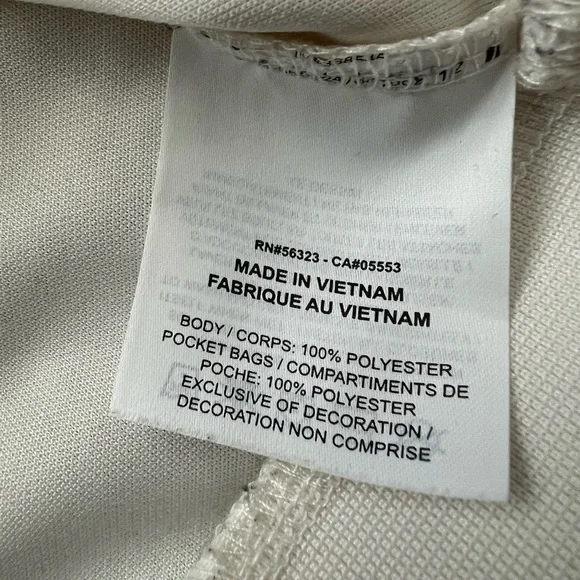 RN#56323 - CA#05553
MADE IN VIETNAM
FABRIQUE AU VIETNAM
BODY / CORPS: 100% POLYESTER
POCKET BAGS / COMPARTIMENTS DE
POCHE: 100% POLYESTER
EXCLUSIVE OF DECORATION /
DECORATION NON COMPRISE